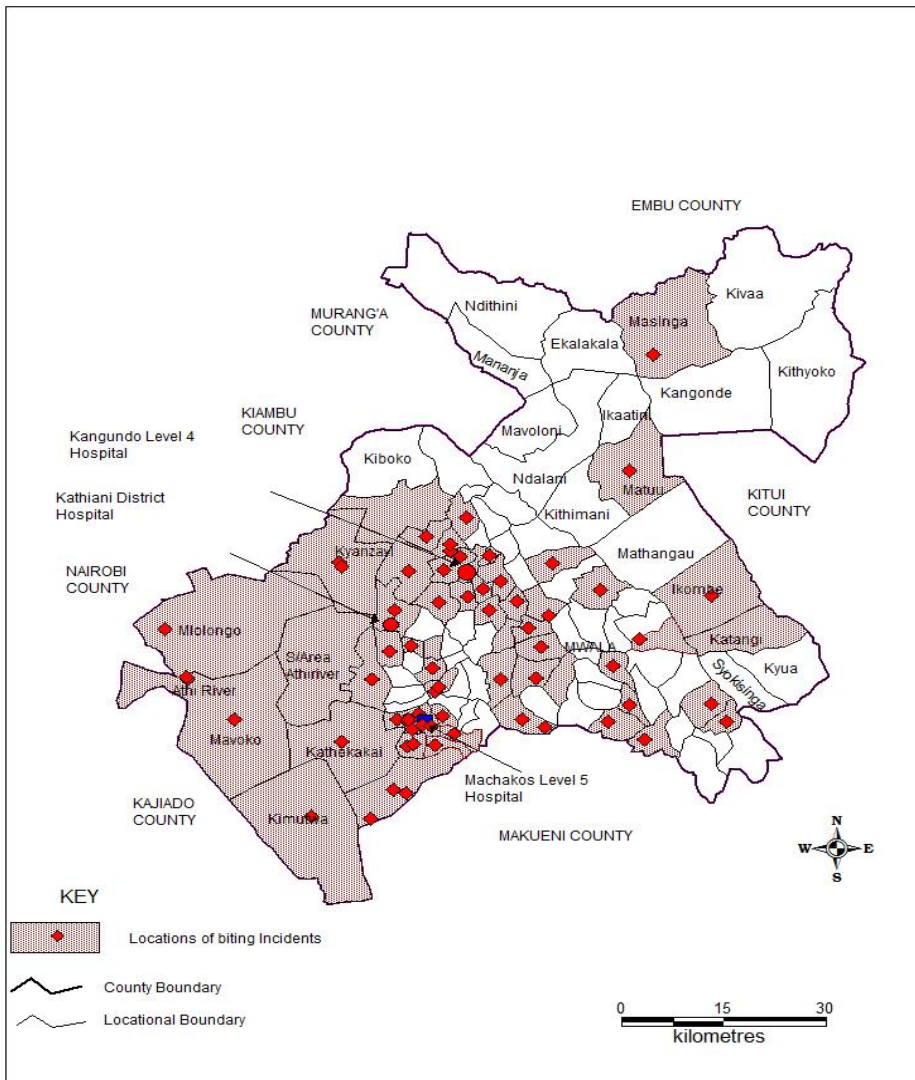 EMBU COUNTY
Kivaa
Ndithini
Masinga
MURANG'A
COUNTY
Ekalakala
Mananja
Kithyoko
Kangonde
KIAMBU
COUNTY
Ikaatini
Mavoloni
Kangundo Level 4
Hospital
Kiboko
Ndalani
Matuu
KITUI
COUNTY
Kathiani District
Hospital
Kithimani
Kyanzavi
Mathangau
NAIROBI
COUNTY
Ikombe
Mlolongo
Katangi
S/Area
Athiriver
MWALA
Kyua
Syokisinga
Athi River
Mavoko
Kathekakai
Machakos Level 5
Hospital
KAJIADO
COUNTY
Kimutwa
MAKUENI COUNTY
N
W
E
S
KEY
Locations of biting Incidents
County Boundary
Locational Boundary
0
15
30
kilometres